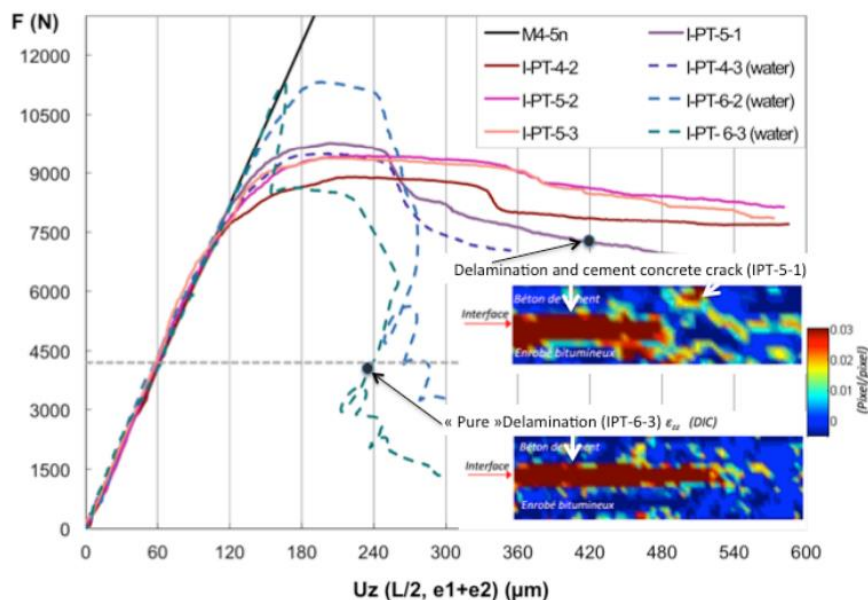 F (N)
12000
10500
9000
7500
6000
4500
3000
1500
0
0 60 120 180 240 300 360 420 480 540 600
Uz (L/2, e1+e2) (µm)
M4-5n
I-PT-4-2
I-PT-5-2
I-PT-5-3
I-PT-5-1
I-PT-4-3 (water)
I-PT-6-2 (water)
I-PT- 6-3 (water)
Delamination and cement concrete crack (IPT-5-1)
Béton de ciment
Interface
Enrobé bitumineux
0.03
0.02
0.01
0
(Pixel/pixel)
« Pure »Delamination (IPT-6-3) εzz (DIC)
Béton de ciment
Interface
Enrobé bitumineux